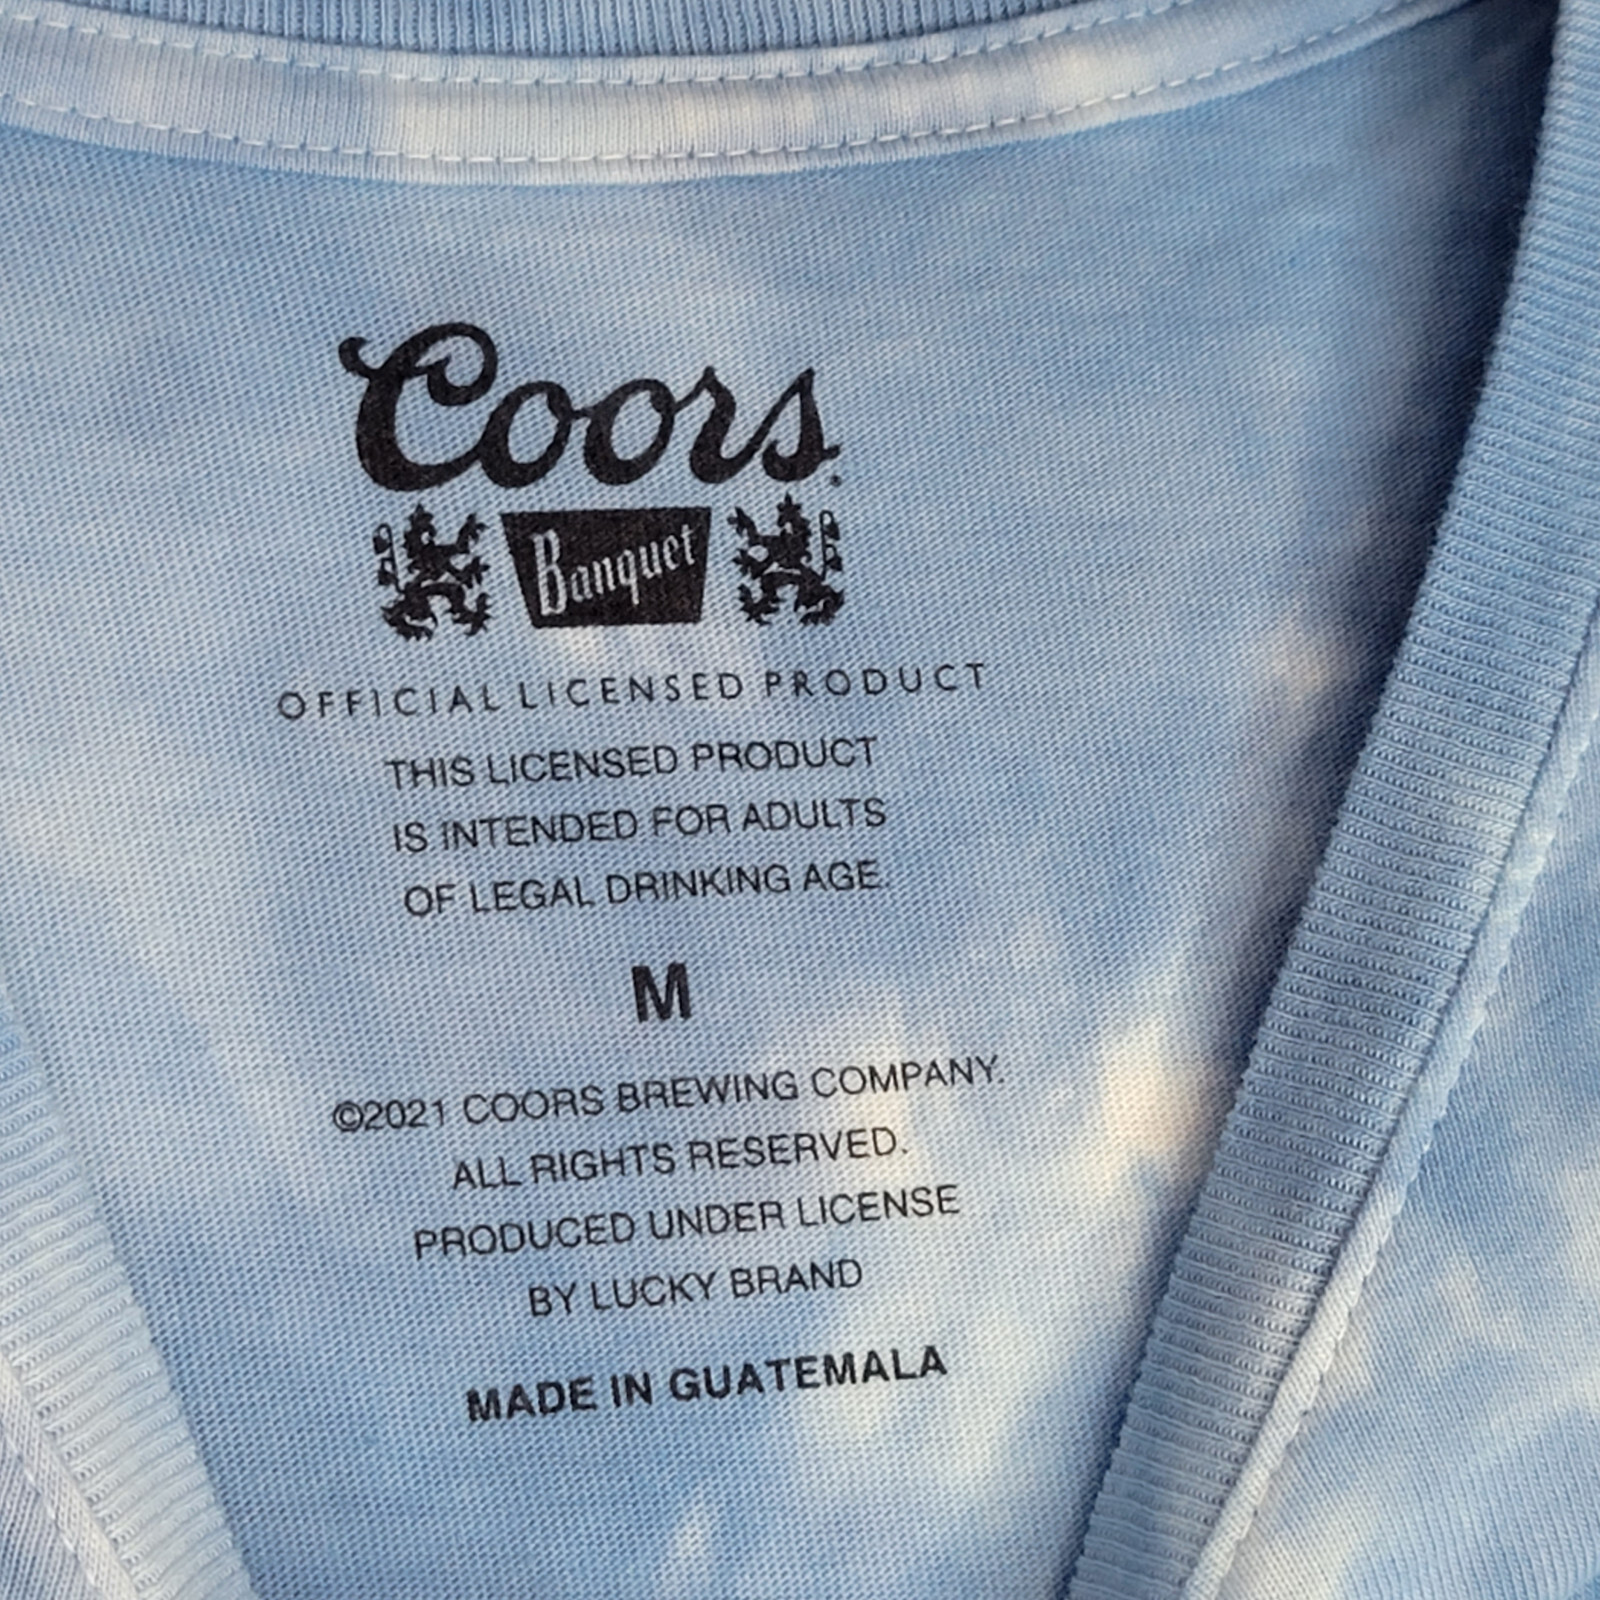 Coors
Banquet
OFFICIAL LICENSED PRODUCT
THIS LICENSED PRODUCT
IS INTENDED FOR ADULTS
OF LEGAL DRINKING AGE.
M
©2021 COORS BREWING COMPANY.
ALL RIGHTS RESERVED.
PRODUCED UNDER LICENSE
BY LUCKY BRAND
MADE IN GUATEMALA